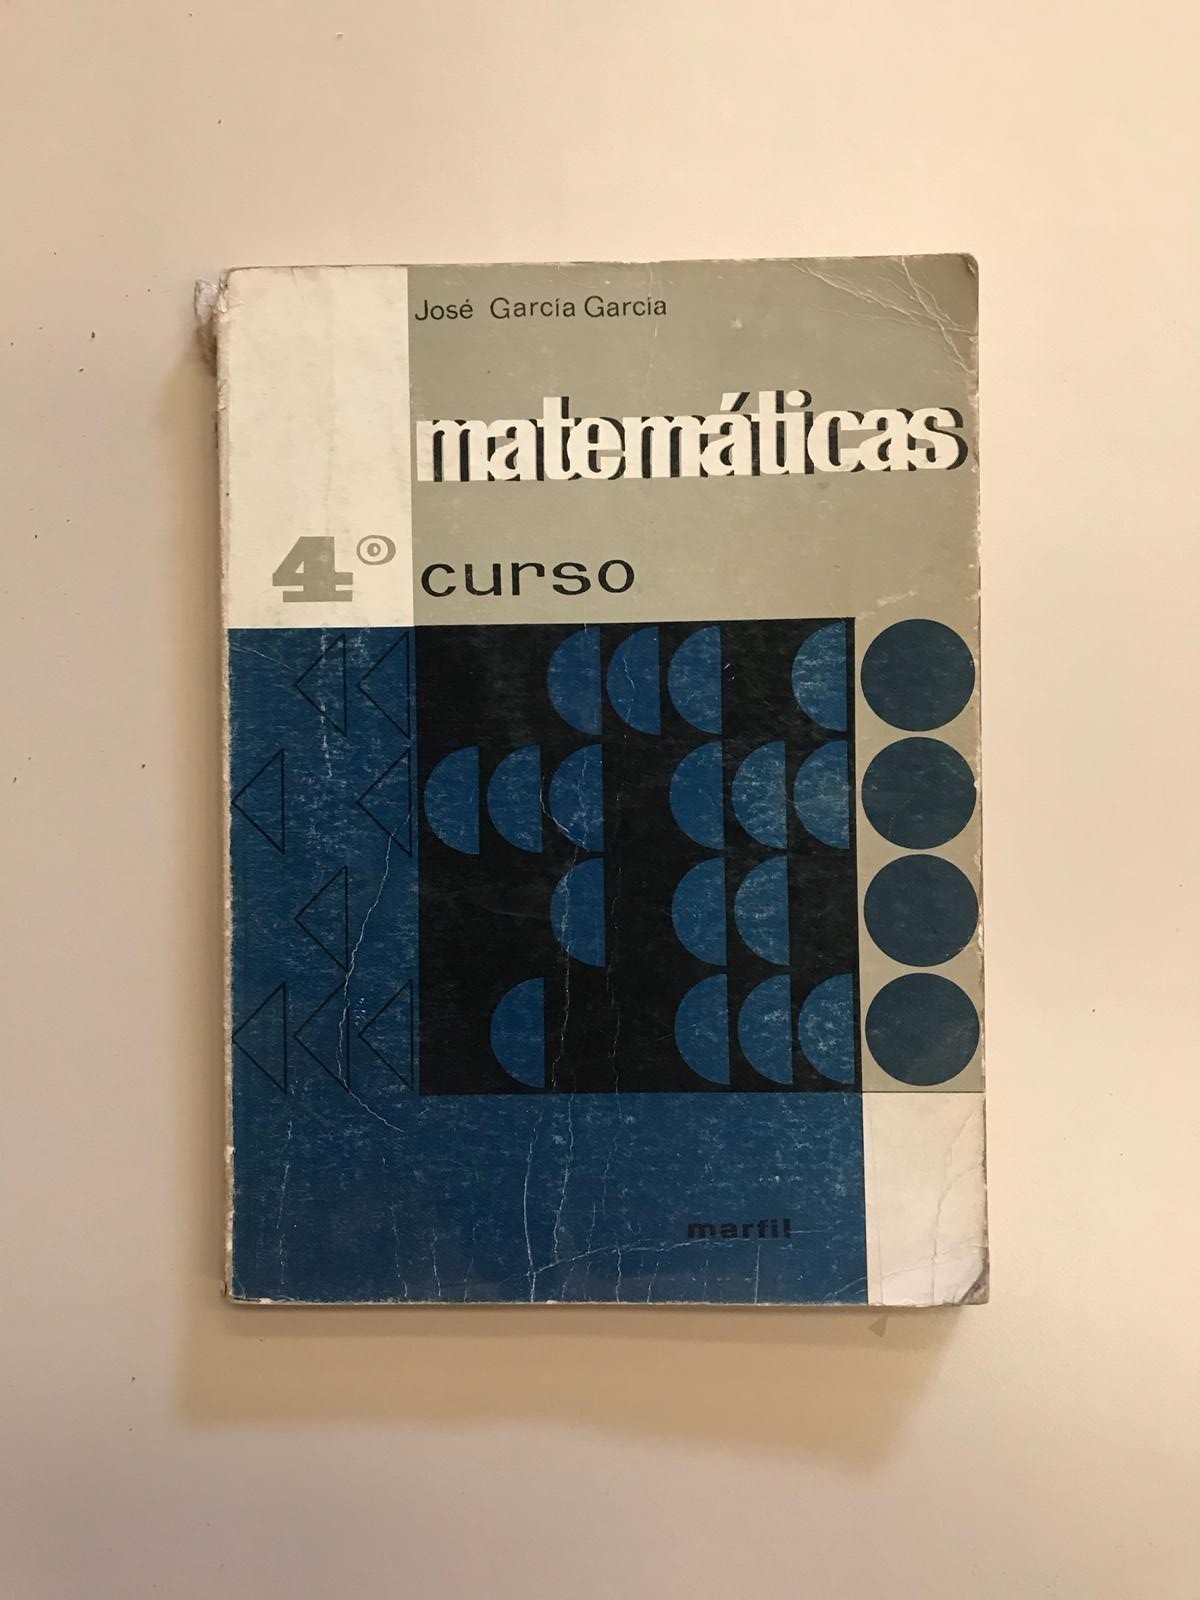 José García García
matemáticas
4º curso
marfil